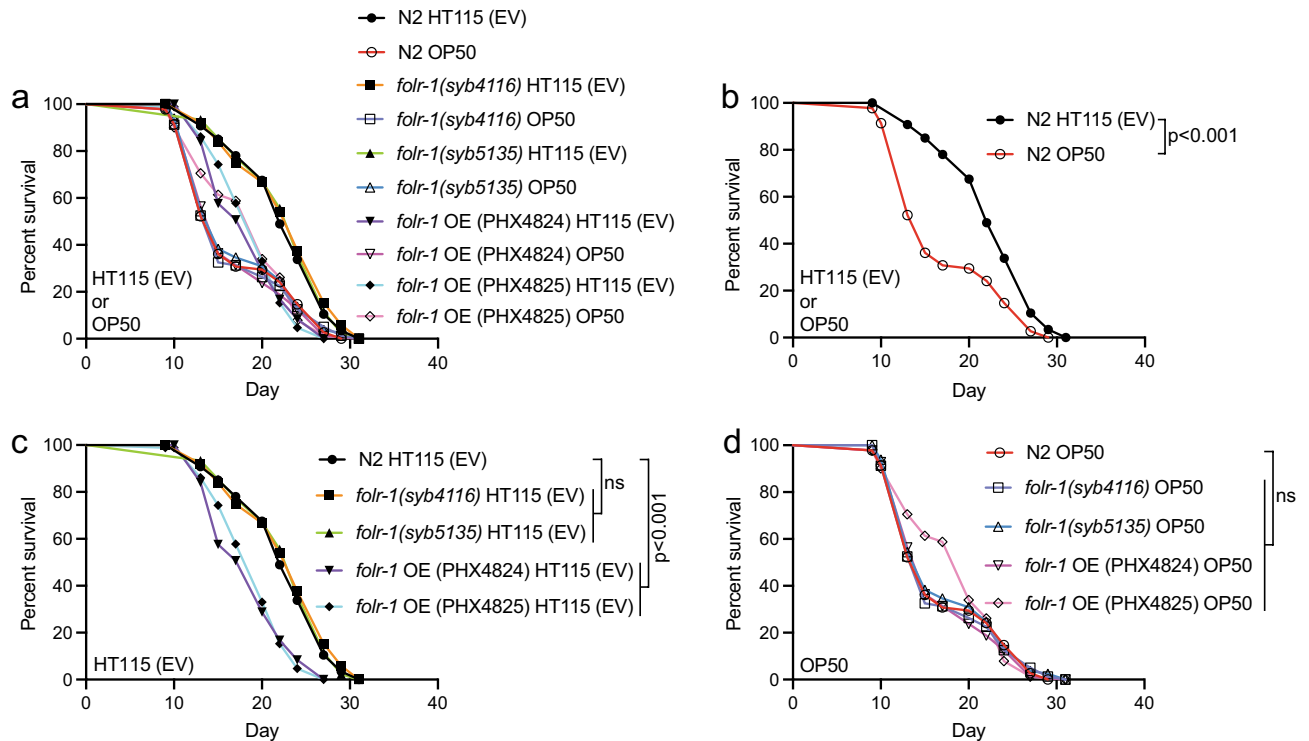 a
N2 HT115 (EV)
N2 OP50
folr-1(syb4116) HT115 (EV)
folr-1(syb4116) OP50
folr-1(syb5135) HT115 (EV)
folr-1(syb5135) OP50
folr-1 OE (PHX4824) HT115 (EV)
folr-1 OE (PHX4824) OP50
folr-1 OE (PHX4825) HT115 (EV)
folr-1 OE (PHX4825) OP50
Percent survival
100
80
60
40
20
0
HT115 (EV)
or
OP50
0 10 20 30 40
Day
b
N2 HT115 (EV)
N2 OP50
p<0.001
Percent survival
100
80
60
40
20
0
HT115 (EV)
or
OP50
0 10 20 30 40
Day
c
N2 HT115 (EV)
folr-1(syb4116) HT115 (EV)
folr-1(syb5135) HT115 (EV)
folr-1 OE (PHX4824) HT115 (EV)
folr-1 OE (PHX4825) HT115 (EV)
ns
p<0.001
Percent survival
100
80
60
40
20
0
HT115 (EV)
0 10 20 30 40
Day
d
N2 OP50
folr-1(syb4116) OP50
folr-1(syb5135) OP50
folr-1 OE (PHX4824) OP50
folr-1 OE (PHX4825) OP50
ns
Percent survival
100
80
60
40
20
0
OP50
0 10 20 30 40
Day